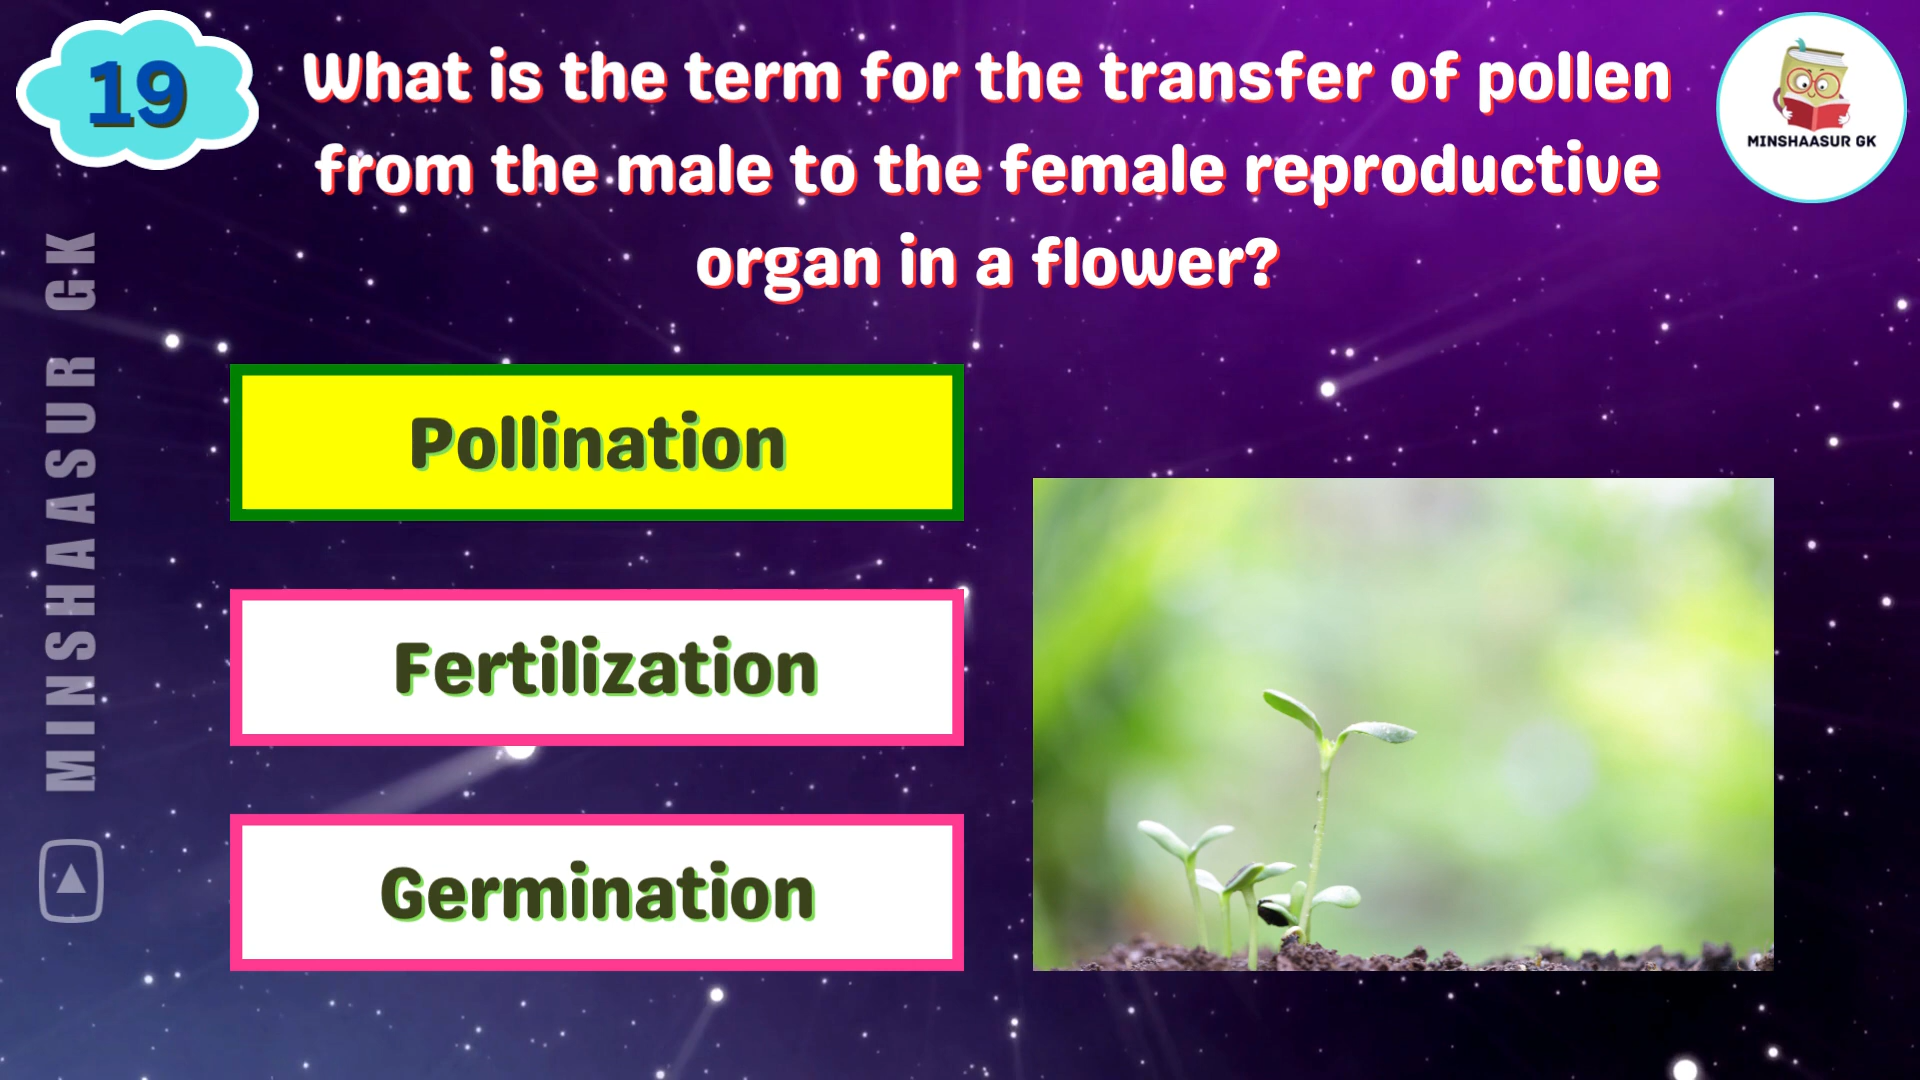 19
What is the term for the transfer of pollen
from the male to the female reproductive
organ in a flower?
MINSHAASUR GK
Pollination
Fertilization
Germination
MINSHAASUR GK